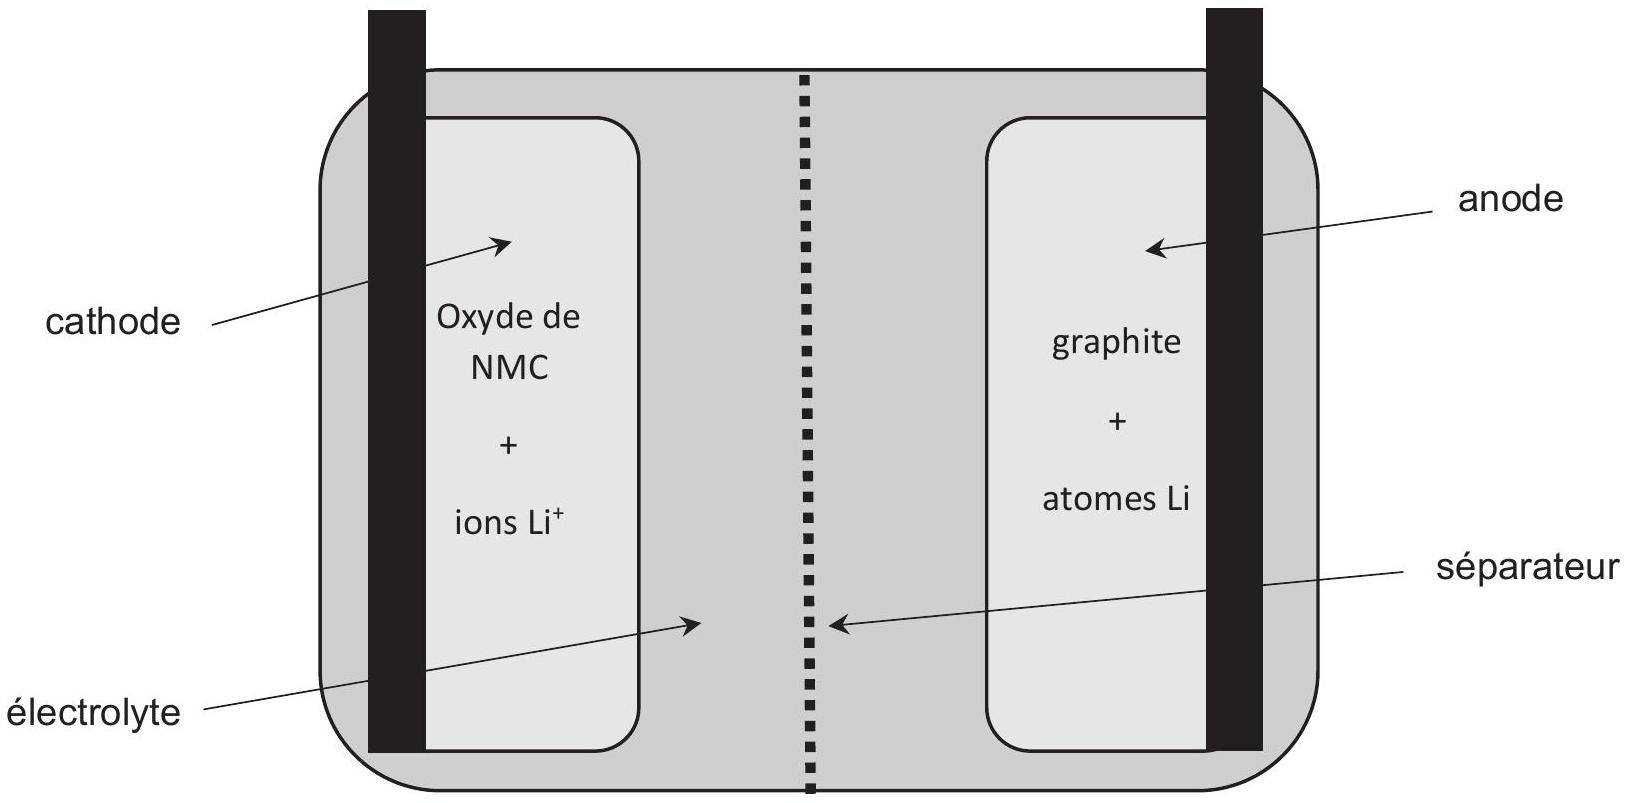 anode
cathode
Oxyde de
NMC
+
ions Li⁺
graphite
+
atomes Li
séparateur
électrolyte